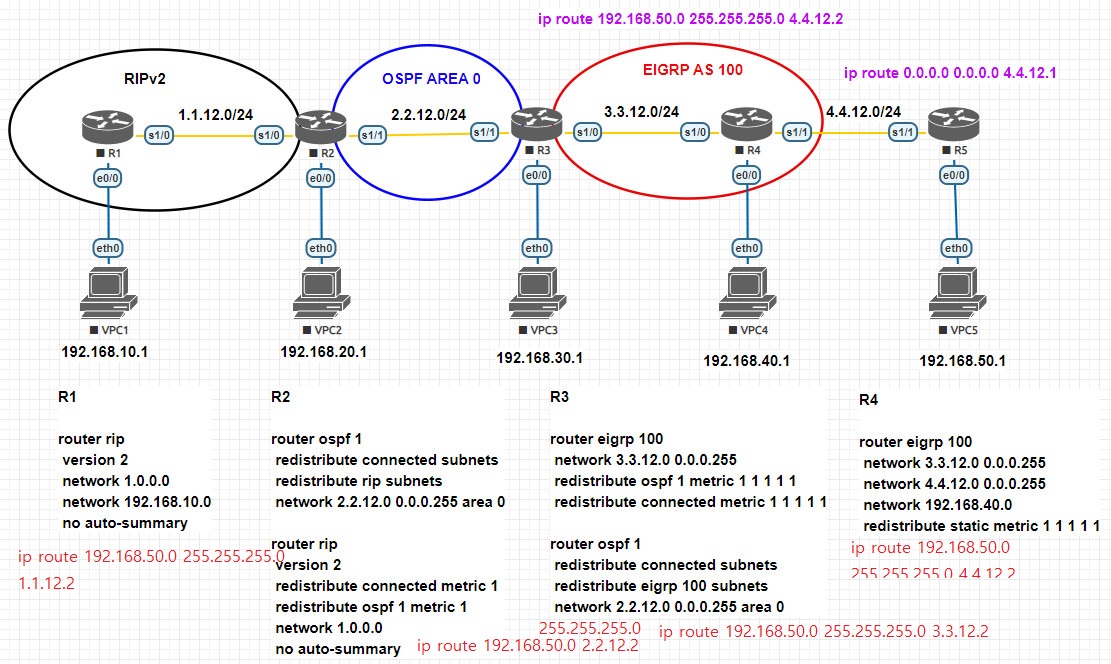 ip route 192.168.50.0 255.255.255.0 4.4.12.2
ip route 0.0.0.0 0.0.0.0 4.4.12.1
RIPv2
OSPF AREA 0
EIGRP AS 100
1.1.12.0/24
2.2.12.0/24
3.3.12.0/24
4.4.12.0/24
s1/0
s1/0
s1/1
s1/1
s1/0
s1/0
s1/1
s1/1
R1
R2
R3
R4
R5
e0/0
e0/0
e0/0
e0/0
e0/0
eth0
eth0
eth0
eth0
eth0
VPC1
VPC2
VPC3
VPC4
VPC5
192.168.10.1
192.168.20.1
192.168.30.1
192.168.40.1
192.168.50.1
R1
router rip
version 2
network 1.0.0.0
network 192.168.10.0
no auto-summary
ip route 192.168.50.0 255.255.255.0
1.1.12.2
R2
router ospf 1
redistribute connected subnets
redistribute rip subnets
network 2.2.12.0 0.0.0.255 area 0
router rip
version 2
redistribute connected metric 1
redistribute ospf 1 metric 1
network 1.0.0.0
no auto-summary
255.255.255.0
ip route 192.168.50.0 2.2.12.2
R3
router eigrp 100
network 3.3.12.0 0.0.0.255
redistribute ospf 1 metric 1 1 1 1 1
redistribute connected metric 1 1 1 1 1
router ospf 1
redistribute connected subnets
redistribute eigrp 100 subnets
network 2.2.12.0 0.0.0.255 area 0
ip route 192.168.50.0 255.255.255.0 3.3.12.2
R4
router eigrp 100
network 3.3.12.0 0.0.0.255
network 4.4.12.0 0.0.0.255
network 192.168.40.0
redistribute static metric 1 1 1 1 1
ip route 192.168.50.0
255.255.255.0 4.4.12.2